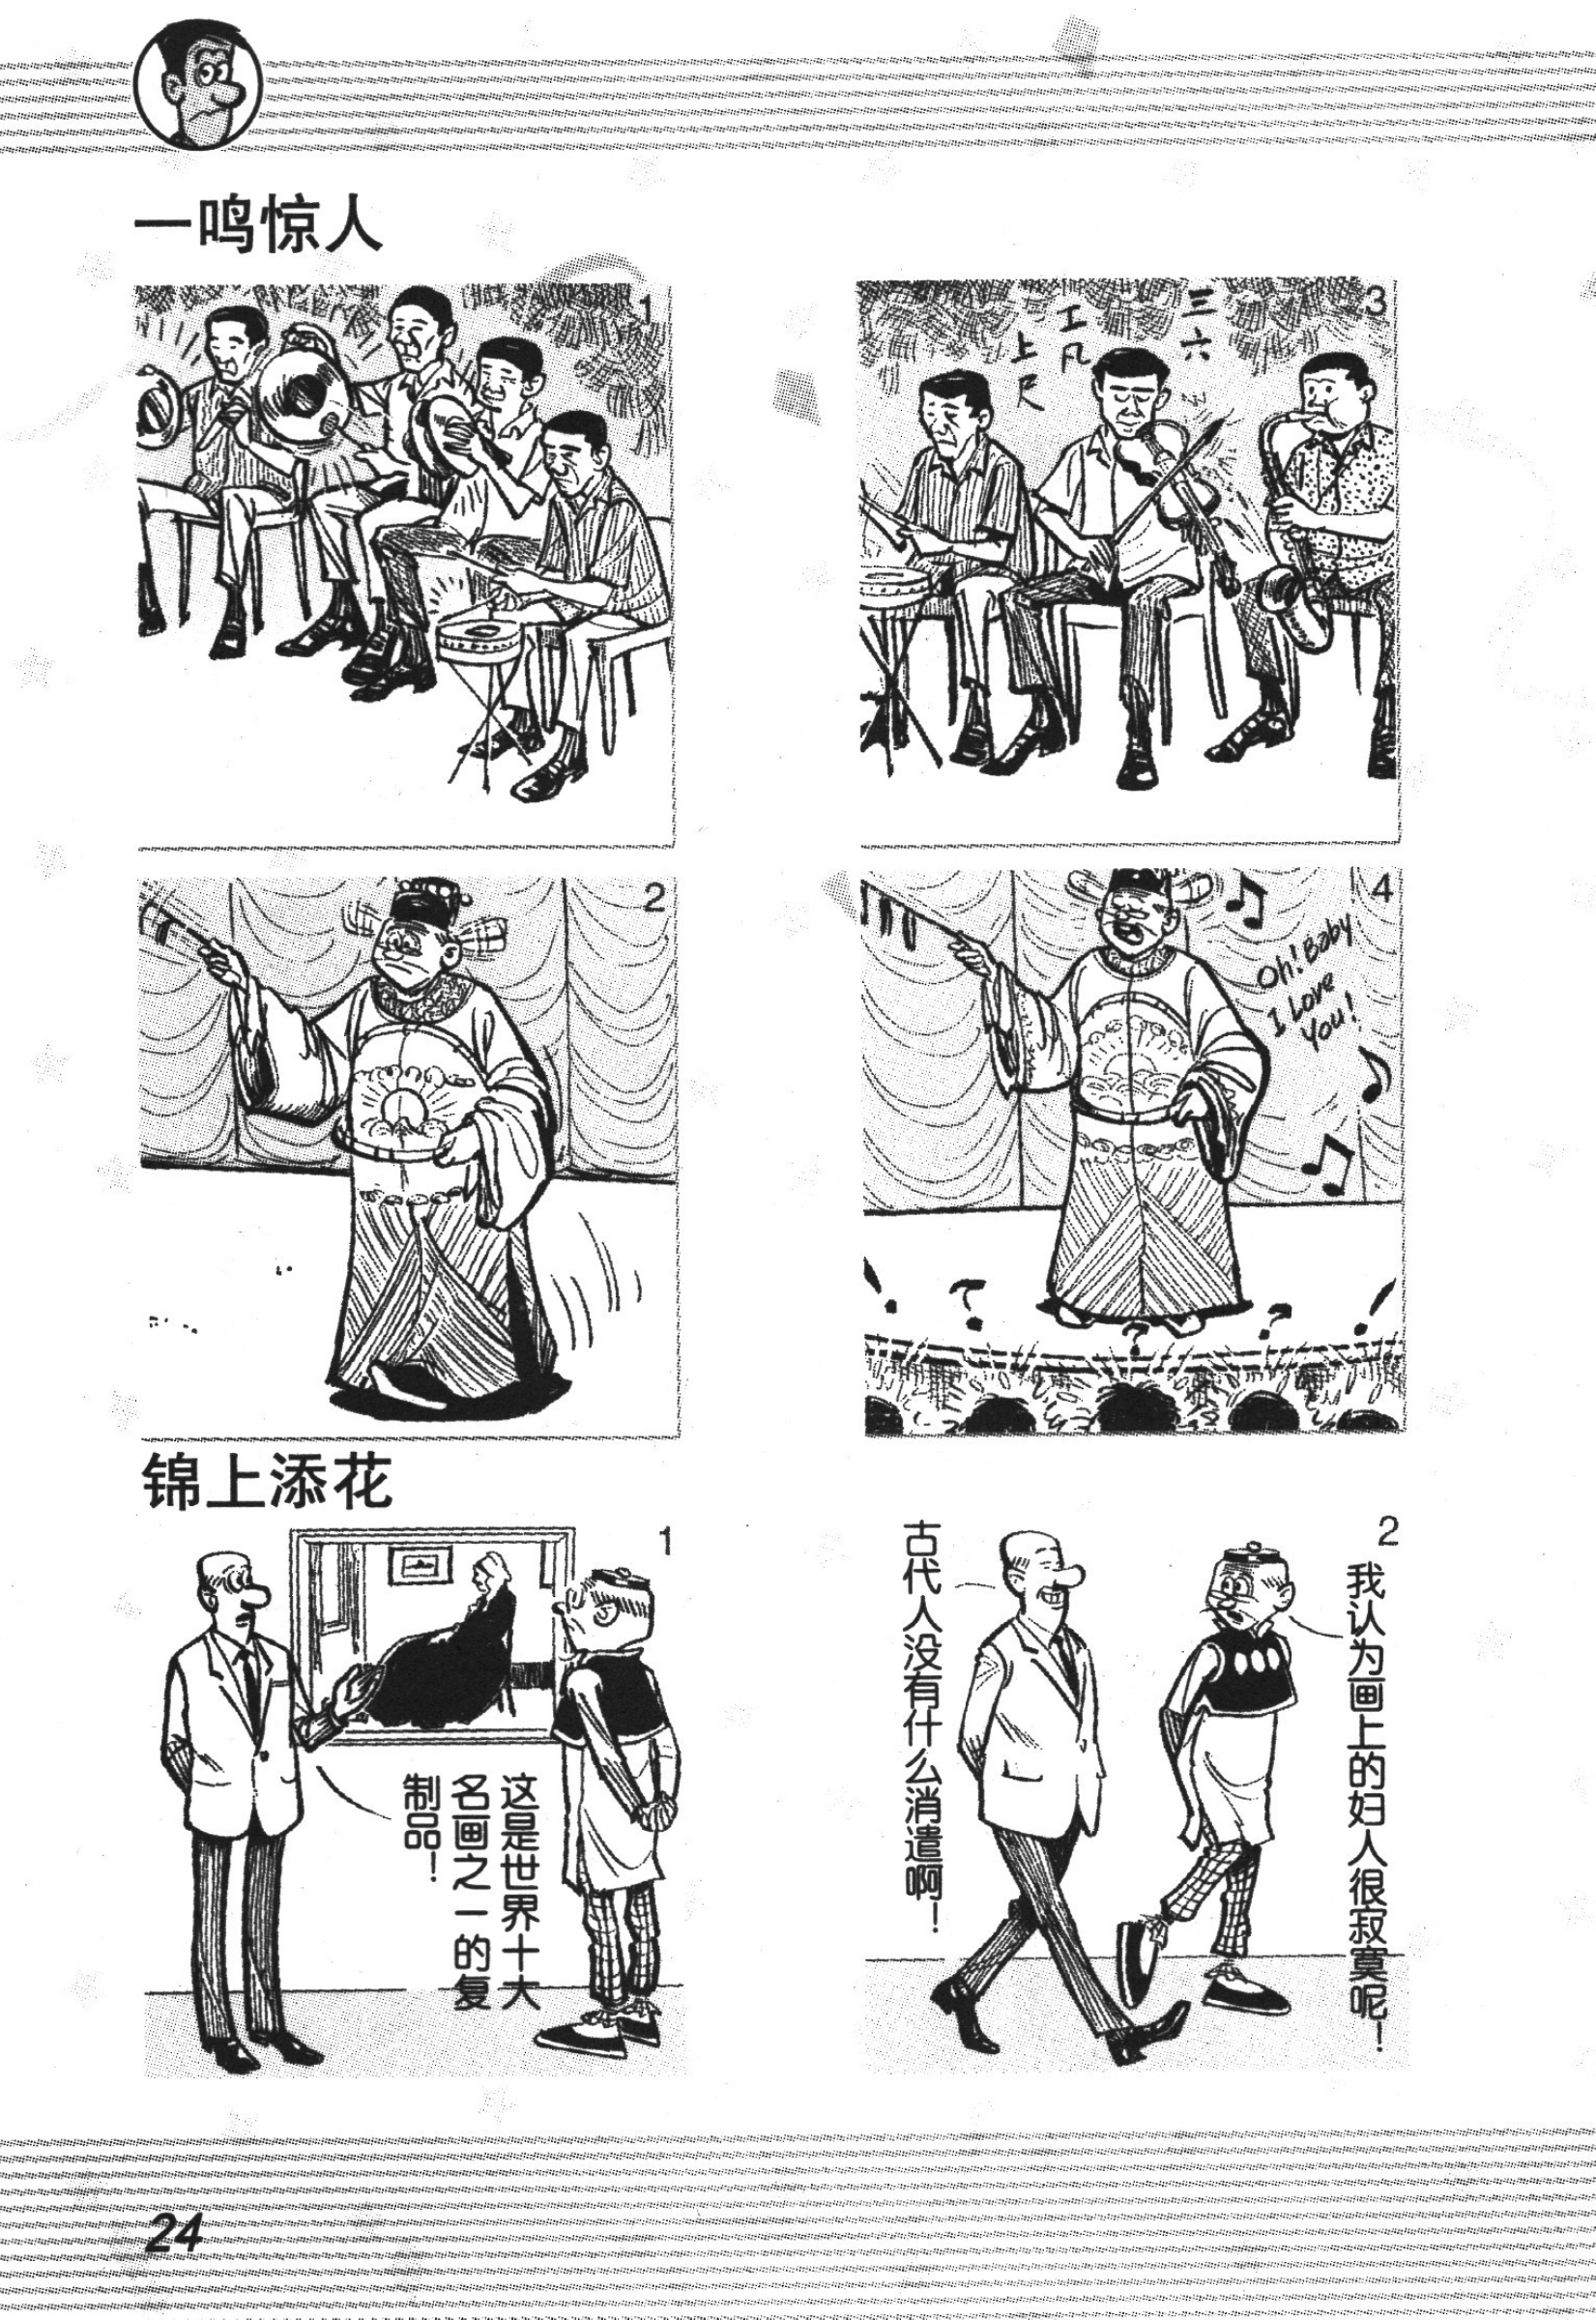 一鸣惊人
1
2
3
上尺
工凡
三六
4
Oh! Baby
I Love
You!
?
?
?
锦上添花
1
这是世界十大
名画之一的复
制品！
2
我认为画上的妇人很寂寞呢！
古代人没有什么消遣啊！
24